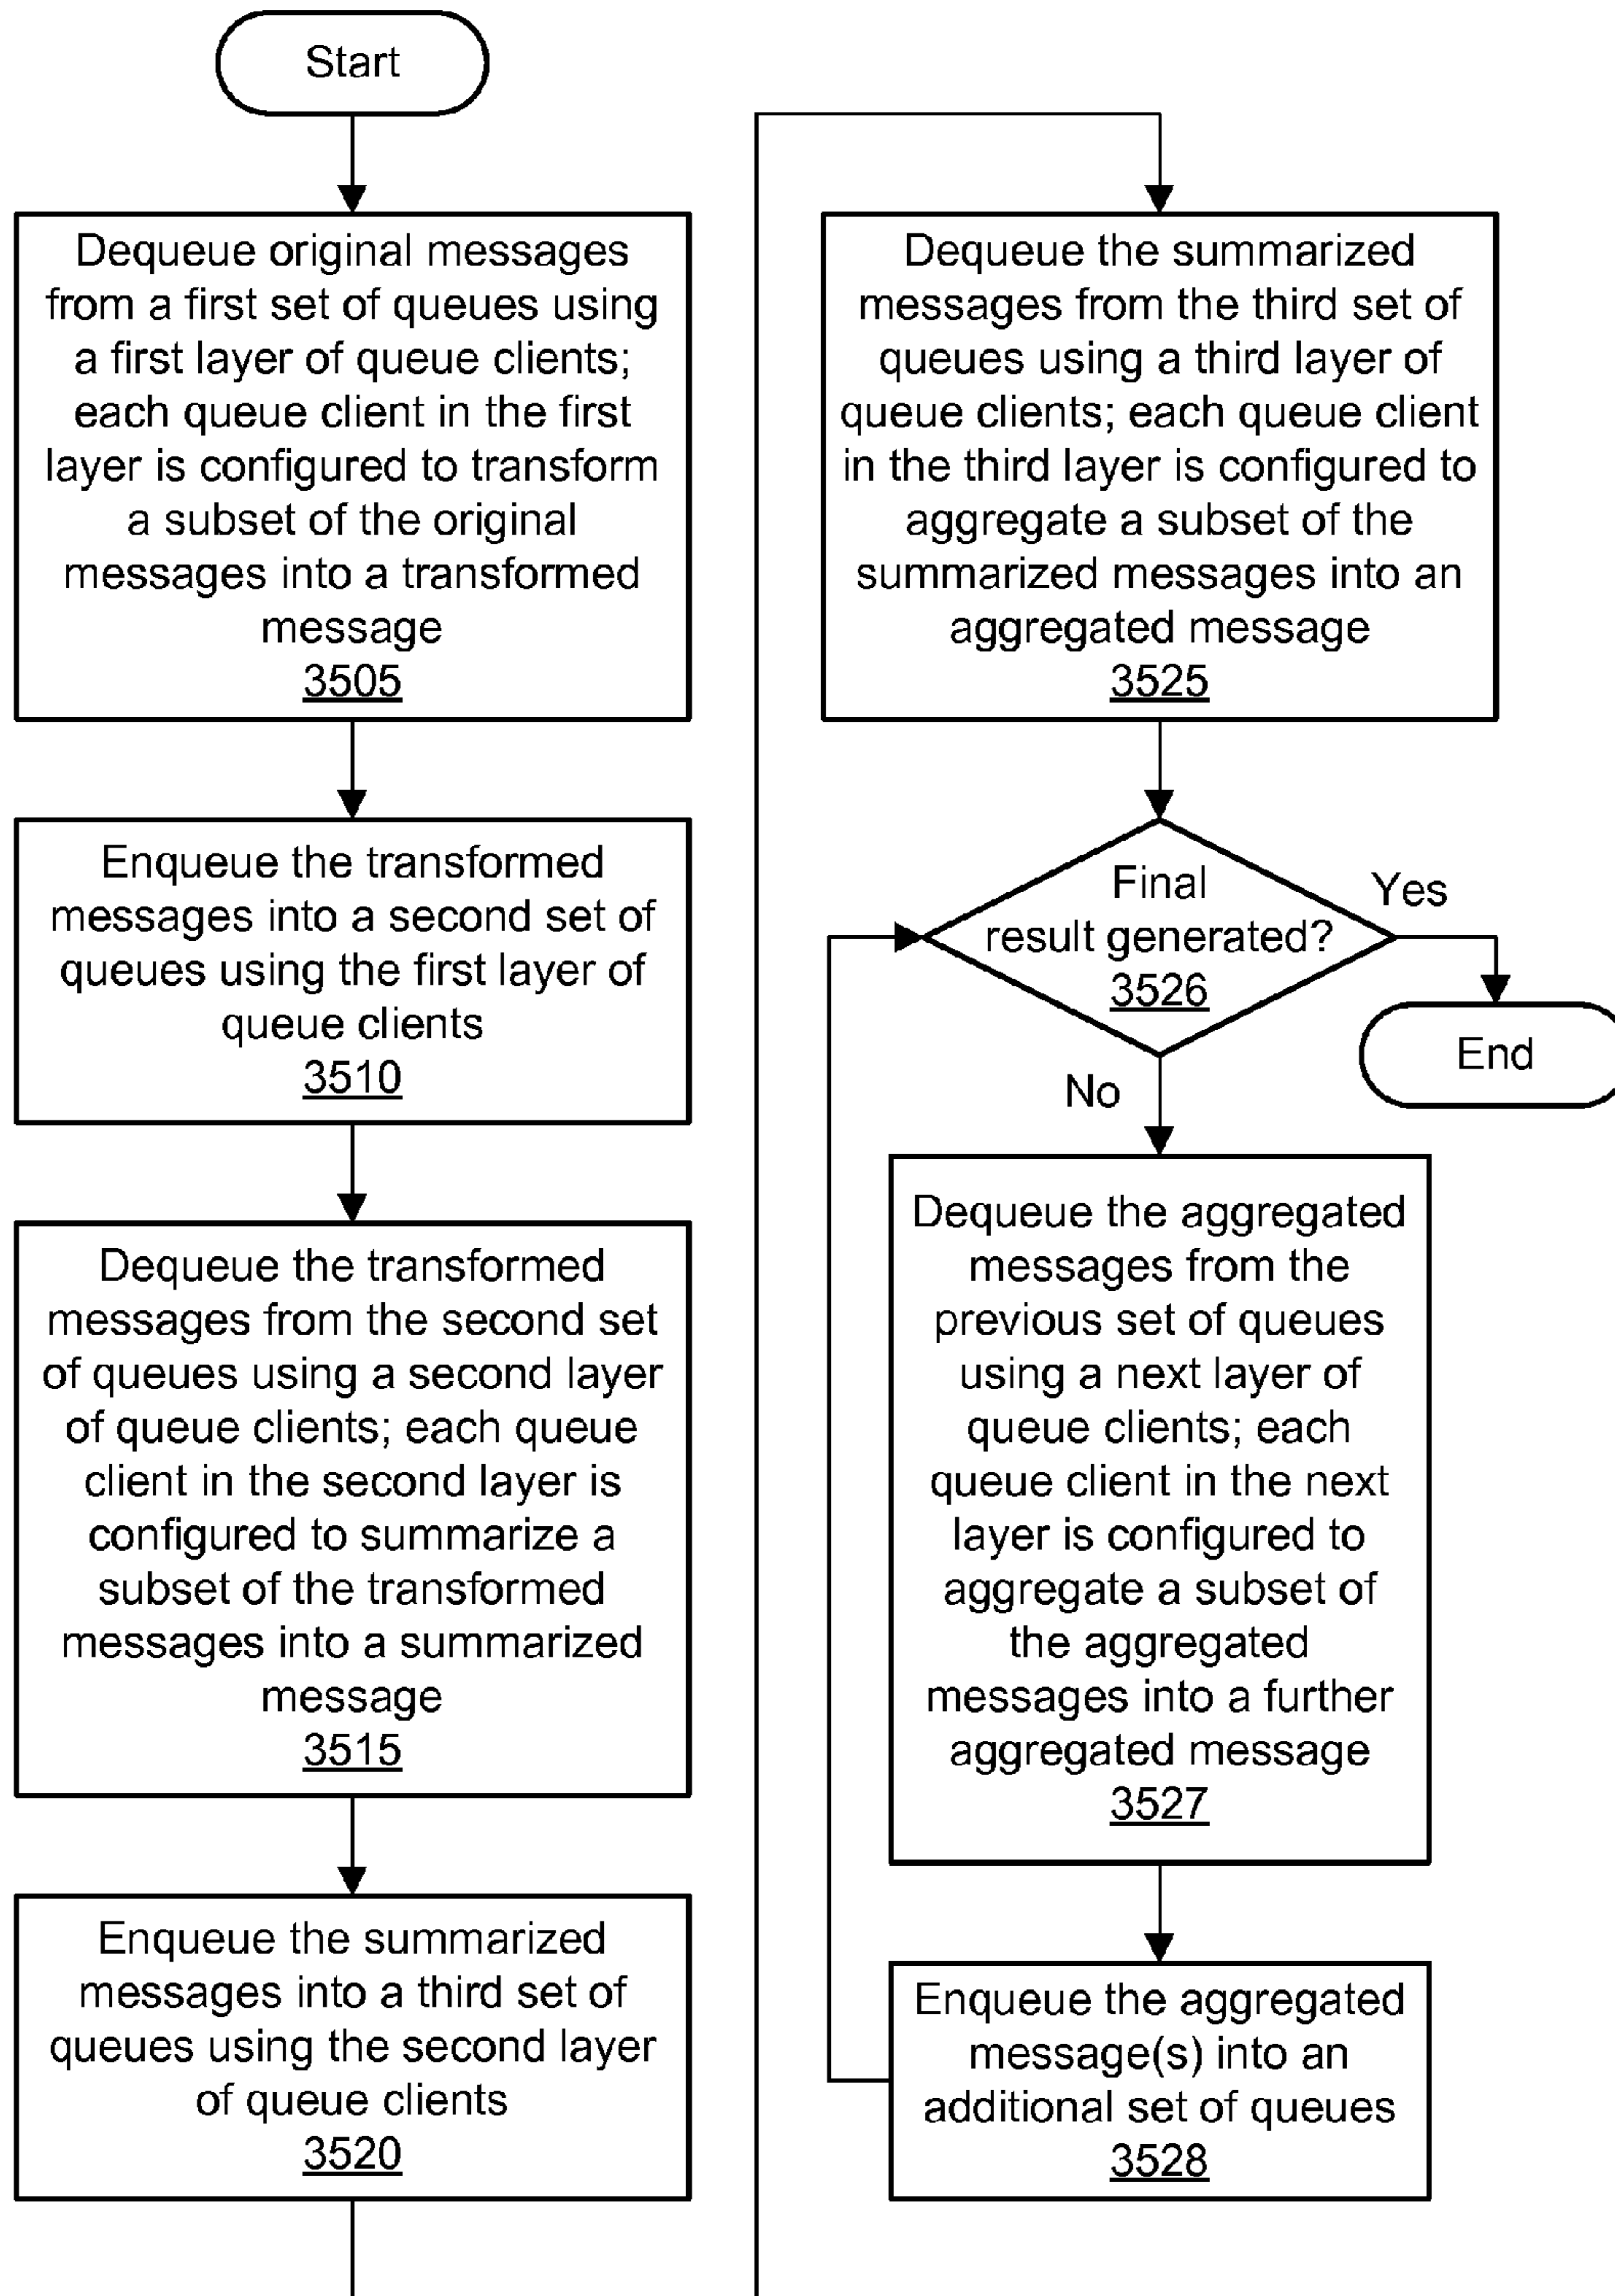 Start
Dequeue original messages
from a first set of queues using
a first layer of queue clients;
each queue client in the first
layer is configured to transform
a subset of the original
messages into a transformed
message
3505
Enqueue the transformed
messages into a second set of
queues using the first layer of
queue clients
3510
Dequeue the transformed
messages from the second set
of queues using a second layer
of queue clients; each queue
client in the second layer is
configured to summarize a
subset of the transformed
messages into a summarized
message
3515
Enqueue the summarized
messages into a third set of
queues using the second layer
of queue clients
3520
Dequeue the summarized
messages from the third set of
queues using a third layer of
queue clients; each queue client
in the third layer is configured to
aggregate a subset of the
summarized messages into an
aggregated message
3525
Final
result generated?
3526
Yes
End
No
Dequeue the aggregated
messages from the
previous set of queues
using a next layer of
queue clients; each
queue client in the next
layer is configured to
aggregate a subset of
the aggregated
messages into a further
aggregated message
3527
Enqueue the aggregated
message(s) into an
additional set of queues
3528